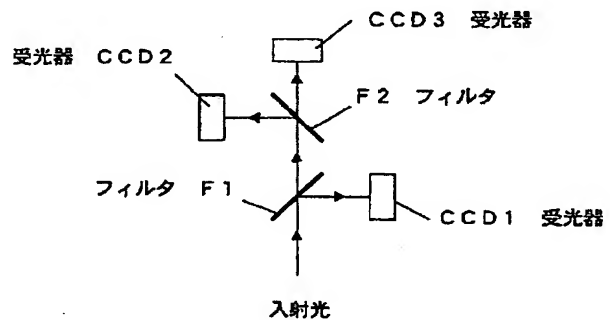 CCD3 受光器
受光器 CCD2
F2 フィルタ
フィルタ F1
CCD1 受光器
入射光